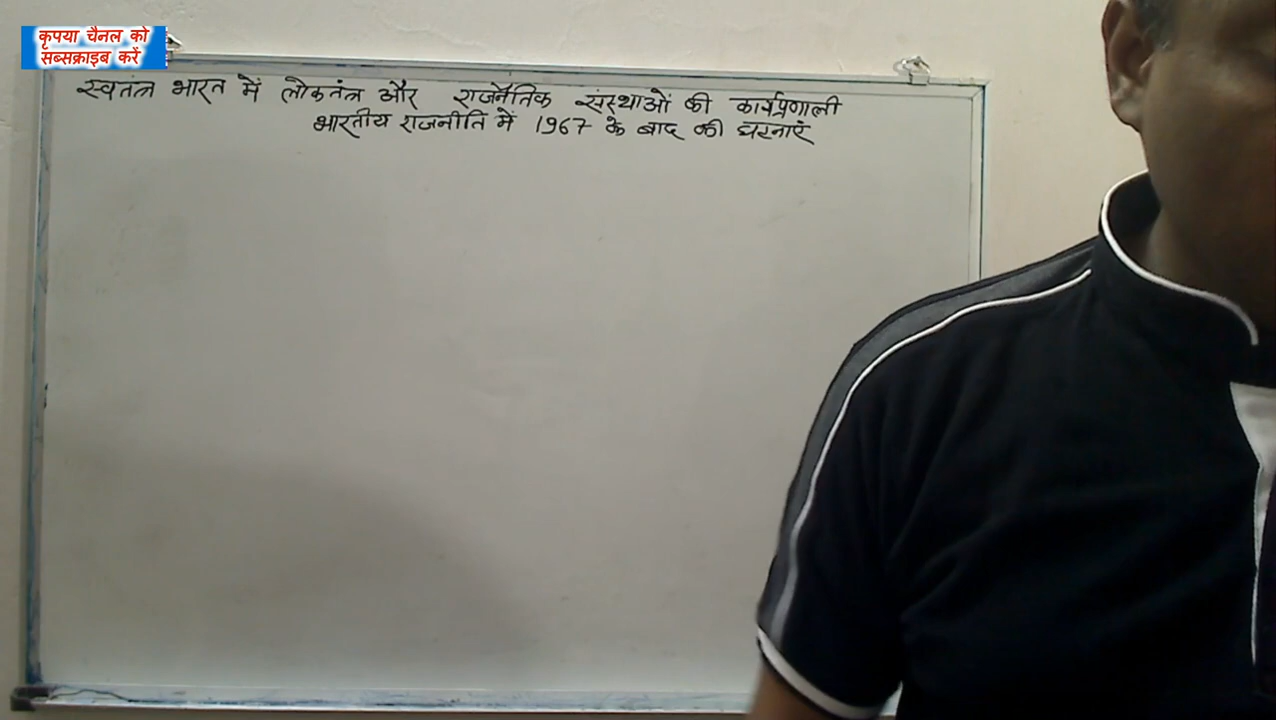 कृपया चैनल को
सब्सक्राइब करें
स्वतंत्र भारत में लोकतंत्र और राजनैतिक संस्थाओं की कार्यप्रणाली
भारतीय राजनीति में 1967 के बाद की घटनाएं